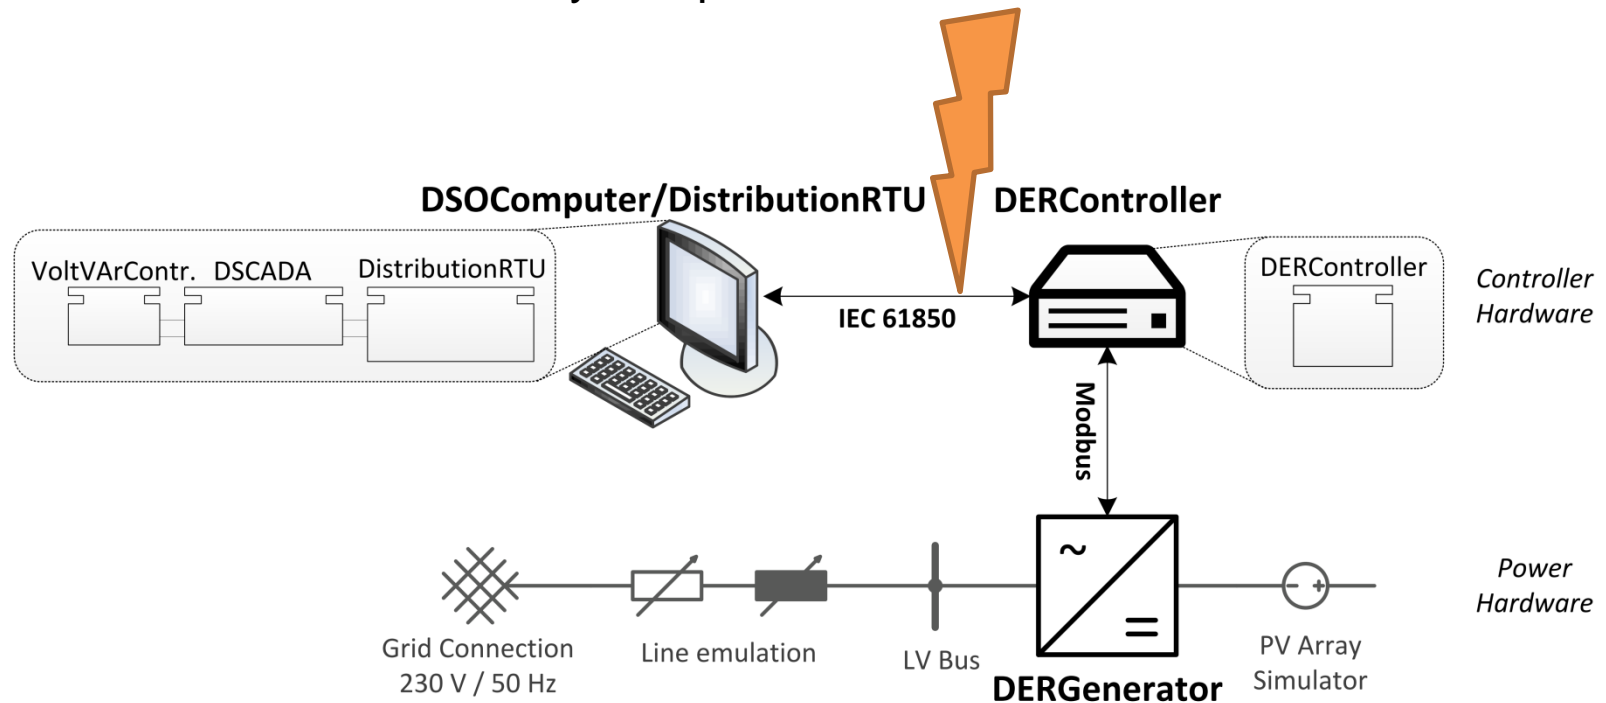 DSOComputer/DistributionRTU
DERController
VoltVArContr.
DSCADA
DistributionRTU
IEC 61850
DERController
Controller
Hardware
Modbus
~
=
- +
Grid Connection
230 V / 50 Hz
Line emulation
LV Bus
DERGenerator
PV Array
Simulator
Power
Hardware